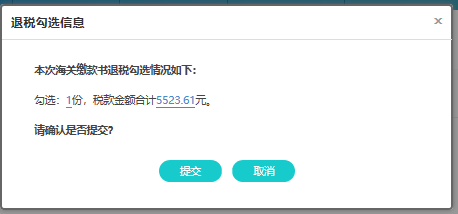 退税勾选信息
×
本次海关缴款书退税勾选情况如下:
勾选: 1份, 税款金额合计5523.61元。
请确认是否提交?
提交 取消